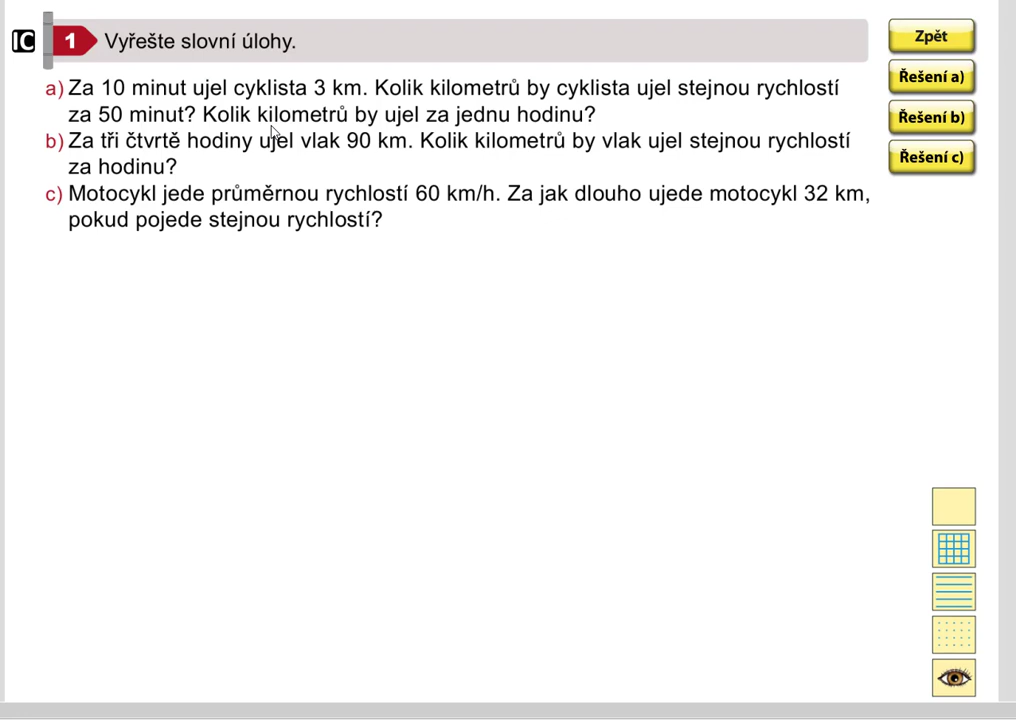 IC
1 Vyřešte slovní úlohy.
Zpět
a) Za 10 minut ujel cyklista 3 km. Kolik kilometrů by cyklista ujel stejnou rychlostí
za 50 minut? Kolik kilometrů by ujel za jednu hodinu?
b) Za tři čtvrtě hodiny ujel vlak 90 km. Kolik kilometrů by vlak ujel stejnou rychlostí
za hodinu?
c) Motocykl jede průměrnou rychlostí 60 km/h. Za jak dlouho ujede motocykl 32 km,
pokud pojede stejnou rychlostí?
Řešení a)
Řešení b)
Řešení c)